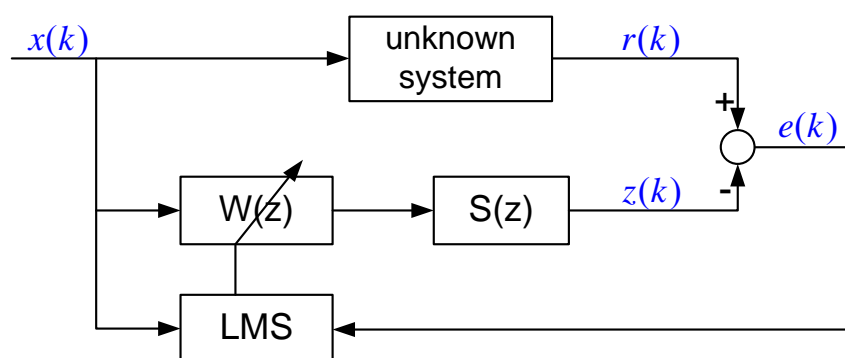 x(k)
unknown
system
r(k)
+
e(k)
-
W(z)
S(z)
z(k)
LMS